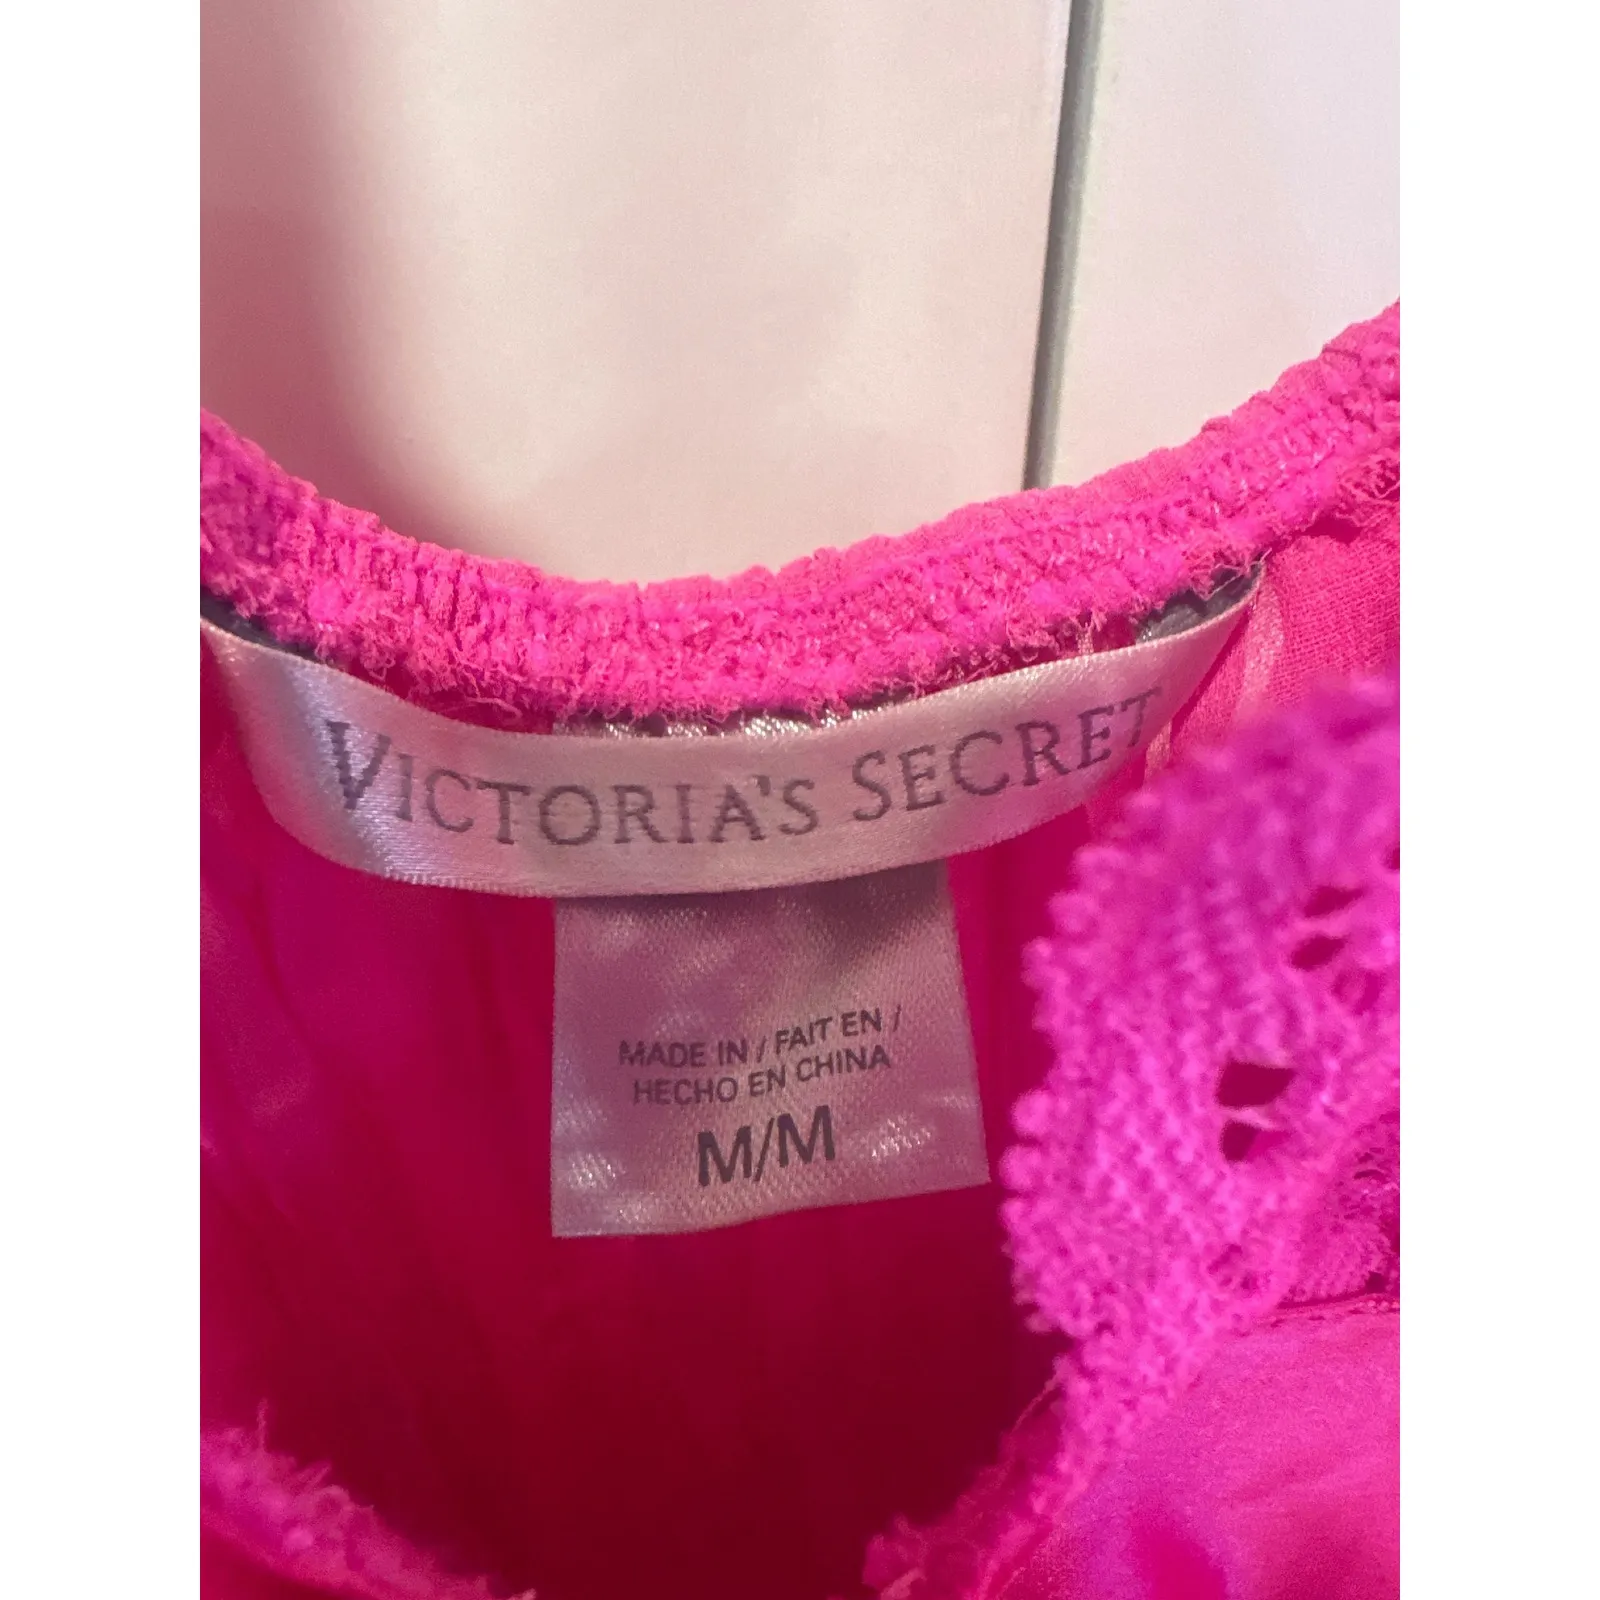 VICTORIA'S SECRET
MADE IN / FAIT EN /
HECHO EN CHINA
M/M